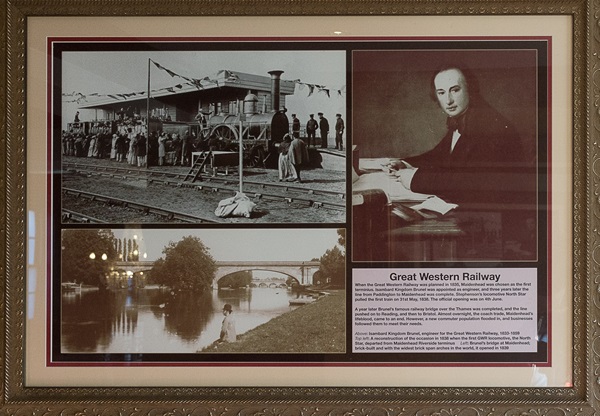 Great Western Railway
When the Great Western Railway was planned in 1835, Maidenhead was chosen as the first
terminus. Isambard Kingdom Brunel was appointed as engineer, and three years later the
line from Paddington to Maidenhead was complete. Stephenson's locomotive North Star
pulled the first train on 31st May, 1838. The official opening was on 4th June.
A year later Brunel's famous railway bridge over the Thames was completed, and the line
pushed on to Reading, and then to Bristol. Almost overnight, the coach trade, Maidenhead's
lifeblood, came to an end. However, a new commuter population flooded in, and businesses
followed them to meet their needs.
Above: Isambard Kingdom Brunel, engineer for the Great Western Railway, 1833-1859
Top left: A reconstruction of the occasion in 1838 when the first GWR locomotive, the North
Star, departed from Maidenhead Riverside terminus Left: Brunel's bridge at Maidenhead,
brick-built and with the widest brick span arches in the world, it opened in 1839